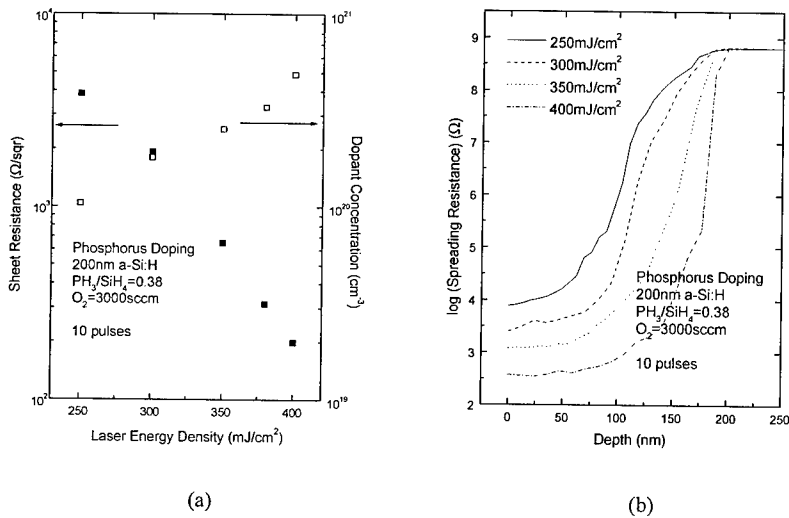 10⁴
10³
10²
Sheet Resistance (Ω/sqr)
250
300
350
400
Laser Energy Density (mJ/cm²)
10²¹
10²⁰
10¹⁹
Dopant Concentration (cm⁻³)
Phosphorus Doping
200nm a-Si:H
PH₃/SiH₄=0.38
O₂=3000sccm
10 pulses
(a)
9
8
7
6
5
4
3
2
log (Spreading Resistance) (Ω)
250mJ/cm²
300mJ/cm²
350mJ/cm²
400mJ/cm²
Phosphorus Doping
200nm a-Si:H
PH₃/SiH₄=0.38
O₂=3000sccm
10 pulses
0
50
100
150
200
250
Depth (nm)
(b)